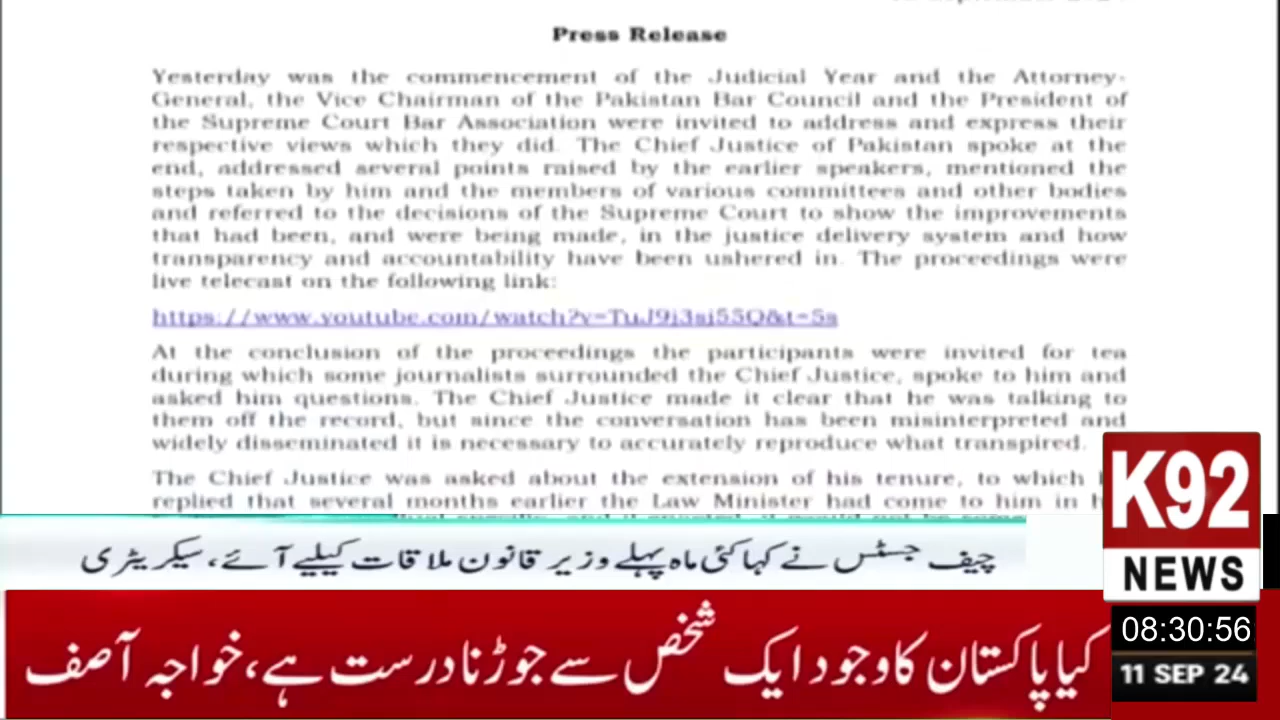 Press Release
Yesterday was the commencement of the Judicial Year and the Attorney-
General, the Vice Chairman of the Pakistan Bar Council and the President of
the Supreme Court Bar Association were invited to address and express their
respective views which they did. The Chief Justice of Pakistan spoke at the
end, addressed several points raised by the earlier speakers, mentioned the
steps taken by him and the members of various committees and other bodies
and referred to the decisions of the Supreme Court to show the improvements
that had been, and were being made, in the justice delivery system and how
transparency and accountability have been ushered in. The proceedings were
live telecast on the following link:
https://www.youtube.com/watch?v=TuJ9j3sj55Q&t=5s
At the conclusion of the proceedings the participants were invited for tea
during which some journalists surrounded the Chief Justice, spoke to him and
asked him questions. The Chief Justice made it clear that he was talking to
them off the record, but since the conversation has been misinterpreted and
widely disseminated it is necessary to accurately reproduce what transpired.
The Chief Justice was asked about the extension of his tenure, to which
replied that several months earlier the Law Minister had come to him in
چیف جسٹس نے کہا کئی ماہ پہلے وزیر قانون ملاقات کیلیے آئے، سیکریٹری
کیا پاکستان کا وجود ایک شخص سے جوڑنا درست ہے، خواجہ آصف
K92
NEWS
08:30:56
11 SEP 24